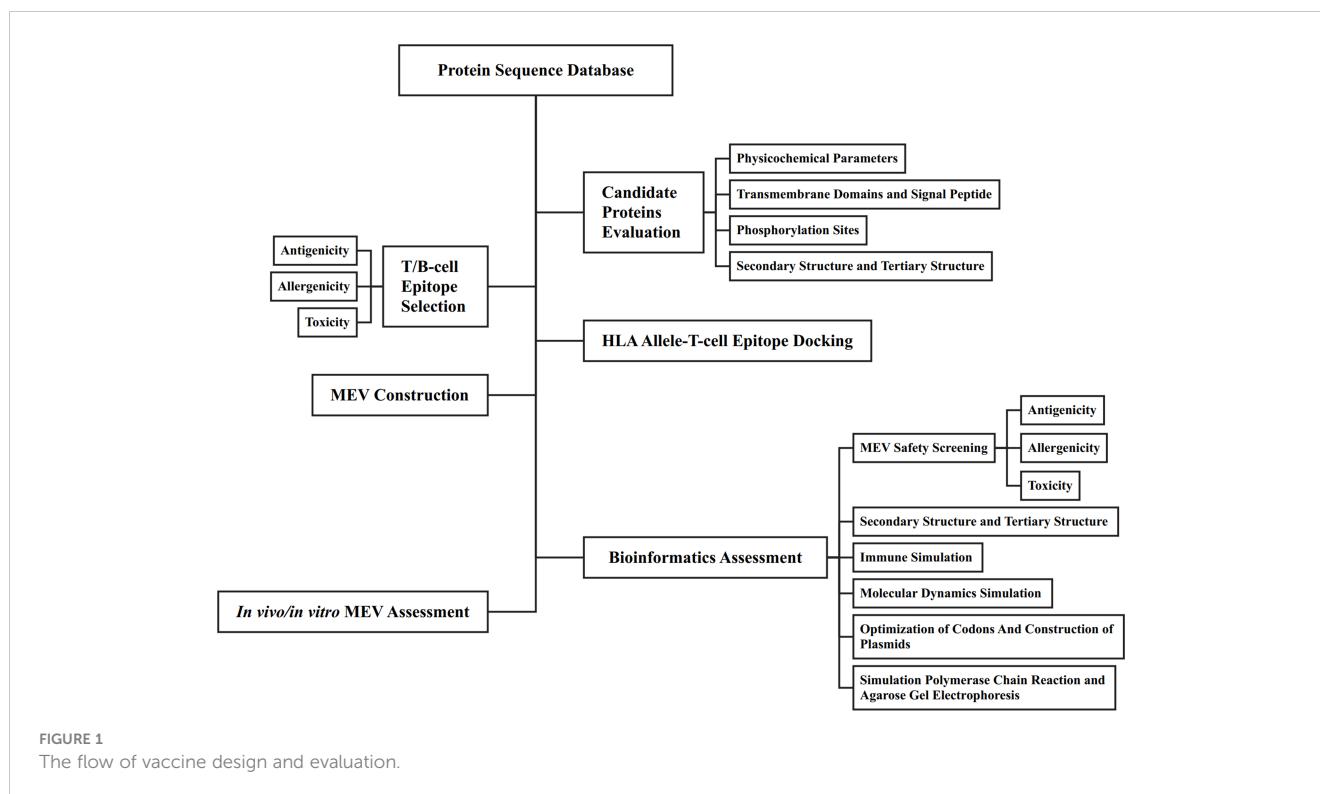 Protein Sequence Database
Candidate
Proteins
Evaluation
Physicochemical Parameters
Transmembrane Domains and Signal Peptide
Phosphorylation Sites
Secondary Structure and Tertiary Structure
T/B-cell
Epitope
Selection
Antigenicity
Allergenicity
Toxicity
HLA Allele-T-cell Epitope Docking
MEV Construction
Bioinformatics Assessment
MEV Safety Screening
Antigenicity
Allergenicity
Toxicity
Secondary Structure and Tertiary Structure
Immune Simulation
Molecular Dynamics Simulation
Optimization of Codons And Construction of
Plasmids
Simulation Polymerase Chain Reaction and
Agarose Gel Electrophoresis
In vivo/in vitro MEV Assessment
FIGURE 1
The flow of vaccine design and evaluation.